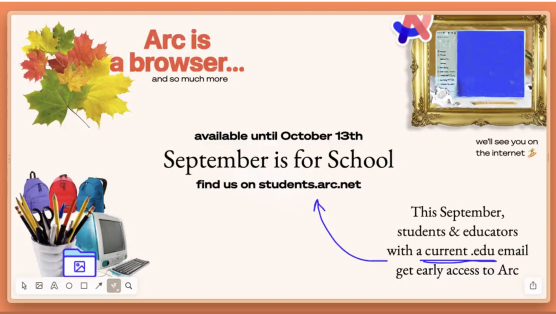 Arc is
a browser...
and so much more
we'll see you on
the internet
available until October 13th
September is for School
find us on students.arc.net
This September,
students & educators
with a current .edu email
get early access to Arc